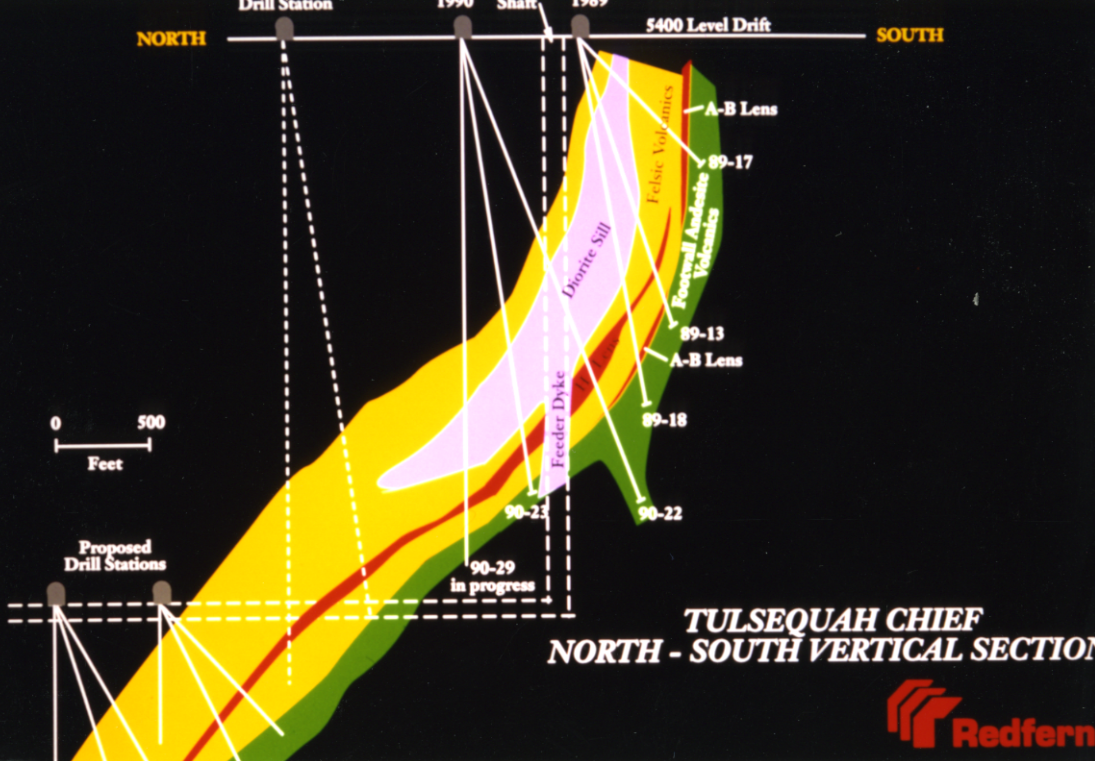 Drill Station
1990
Shaft
1989
NORTH
5400 Level Drift
SOUTH
A-B Lens
89-17
Felsic Volcanics
Footwall Andesite
Volcanics
Diorite Sill
89-13
A-B Lens
Feeder Dyke
89-18
0 500
Feet
90-23
90-22
Proposed
Drill Stations
90-29
in progress
TULSEQUAH CHIEF
NORTH - SOUTH VERTICAL SECTION
Redfern